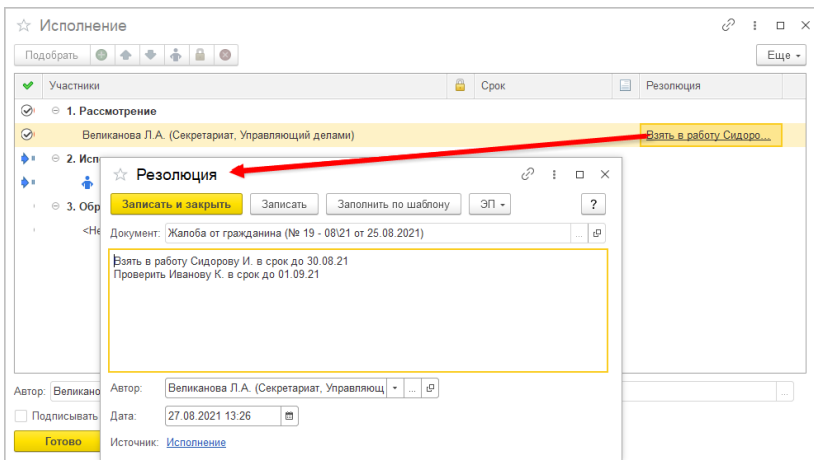 Исполнение
Подобрать
Еще
Участники Срок Резолюция
1. Рассмотрение
Великанова Л.А. (Секретариат, Управляющий делами) Взять в работу Сидоро...
2. Исп
Резолюция
Записать и закрыть Записать Заполнить по шаблону ЭП ?
3. Обр
<Не
Документ: Жалоба от гражданина (№ 19 - 08\21 от 25.08.2021) ...
Взять в работу Сидорову И. в срок до 30.08.21
Проверить Иванову К. в срок до 01.09.21
Автор: Великано ...
Автор: Великанова Л.А. (Секретариат, Управляющ ...
Подписывать
Дата: 27.08.2021 13:26
Готово
Источник: Исполнение